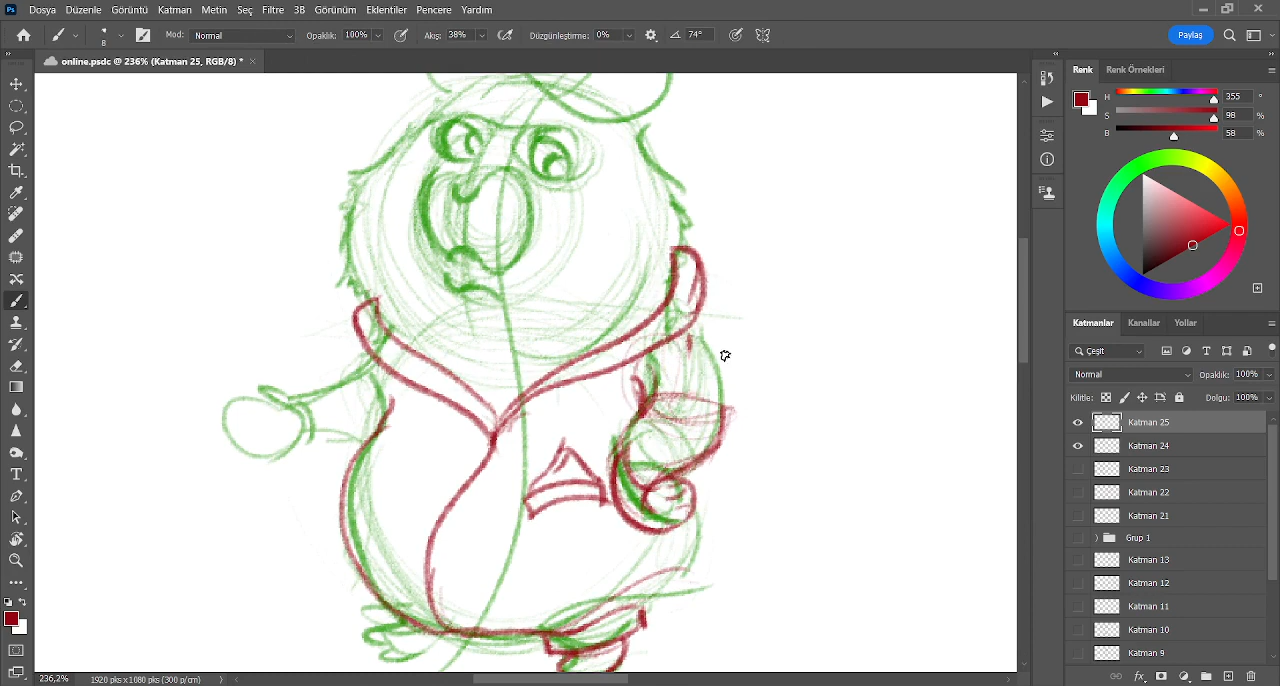 Ps Dosya Düzenle Görüntü Katman Metin Seç Filtre 3B Görünüm Eklentiler Pencere Yardım
8 Mod: Normal Opaklık: 100% Akış: 38% Düzgünleştirme: 0% 74° Paylaş
online.psdc @ 236% (Katman 25, RGB/8) *
Renk Renk Örnekleri
H 355 °
S 98 %
B 58 %
Katmanlar Kanallar Yollar
Çeşit
Normal Opaklık: 100%
Kilitle: Dolgu: 100%
Katman 25
Katman 24
Katman 23
Katman 22
Katman 21
Grup 1
Katman 13
Katman 12
Katman 11
Katman 10
Katman 9
236,2% 1920 pks x 1080 pks (300 p/cm)